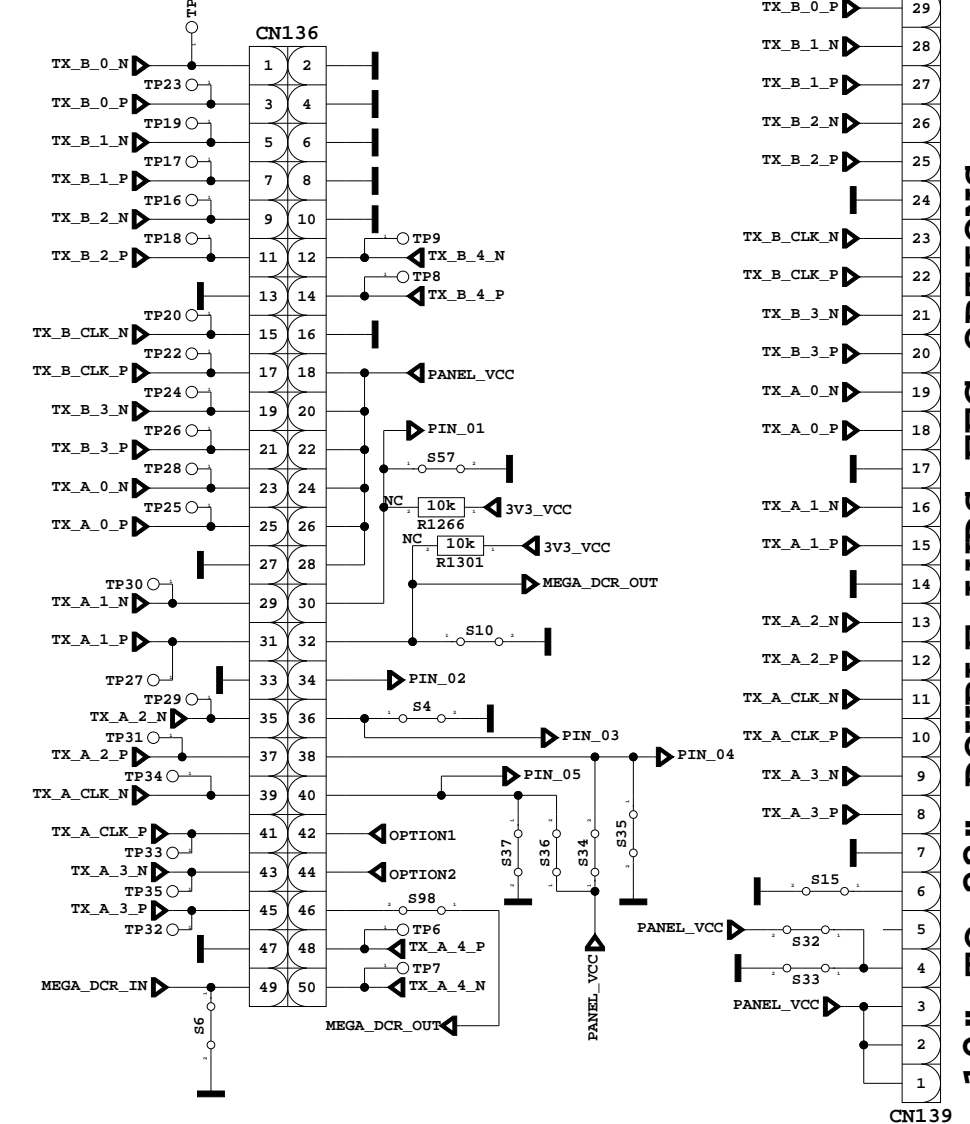 TP
CN136
TX_B_0_N 1 2
TP23
TX_B_0_P 3 4
TP19
TX_B_1_N 5 6
TP17
TX_B_1_P 7 8
TP16
TX_B_2_N 9 10
TP18 TP9
TX_B_2_P 11 12 TX_B_4_N
TP8
13 14 TX_B_4_P
TP20
TX_B_CLK_N 15 16
TP22
TX_B_CLK_P 17 18 PANEL_VCC
TP24
TX_B_3_N 19 20
TP26 PIN_01
TX_B_3_P 21 22
TP28 S57
TX_A_0_N 23 24
TP25 NC 10k 3V3_VCC
R1266
TX_A_0_P 25 26
NC 10k 3V3_VCC
R1301
27 28
TP30 MEGA_DCR_OUT
TX_A_1_N 29 30
TX_A_1_P 31 32 S10
TP27 33 34 PIN_02
TP29
TX_A_2_N 35 36 S4
TP31 PIN_03
TX_A_2_P 37 38 PIN_04
TP34 PIN_05
TX_A_CLK_N 39 40
TX_A_CLK_P 41 42 OPTION1
TP33
S37 S36 S34 S35
TX_A_3_N 43 44 OPTION2
TP35
TX_A_3_P 45 46 S98
TP32 TP6
47 48 TX_A_4_P
TP7
MEGA_DCR_IN 49 50 TX_A_4_N
S6
MEGA_DCR_OUT
PANEL_VCC
TX_B_0_P 29
TX_B_1_N 28
TX_B_1_P 27
TX_B_2_N 26
TX_B_2_P 25
24
TX_B_CLK_N 23
TX_B_CLK_P 22
TX_B_3_N 21
TX_B_3_P 20
TX_A_0_N 19
TX_A_0_P 18
17
TX_A_1_N 16
TX_A_1_P 15
14
TX_A_2_N 13
TX_A_2_P 12
TX_A_CLK_N 11
TX_A_CLK_P 10
TX_A_3_N 9
TX_A_3_P 8
7
S15 6
PANEL_VCC S32 5
S33 4
PANEL_VCC 3
2
1
CN139